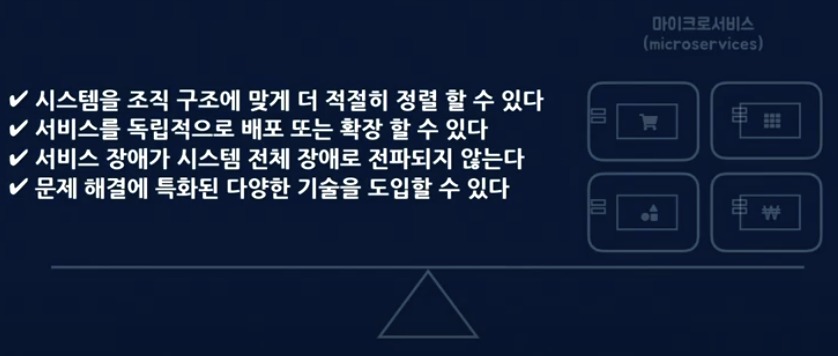 마이크로서비스
(microservices)
✔ 시스템을 조직 구조에 맞게 더 적절히 정렬 할 수 있다
✔ 서비스를 독립적으로 배포 또는 확장 할 수 있다
✔ 서비스 장애가 시스템 전체 장애로 전파되지 않는다
✔ 문제 해결에 특화된 다양한 기술을 도입할 수 있다
₩